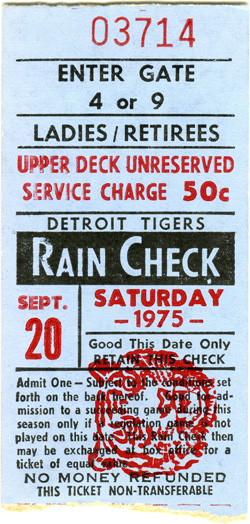 03714
ENTER GATE
4 or 9
LADIES/RETIREES
UPPER DECK UNRESERVED
SERVICE CHARGE 50c
DETROIT TIGERS
RAIN CHECK
SEPT. 20
SATURDAY
—1975—
Good This Date Only
RETAIN THIS CHECK
Admit One— Subject to the conditions set
forth on the back hereof. Good for ad-
mission to a succeeding game during this
season only if a regulation game is not
played on this date. This Rain Check then
may be exchanged at box office for a
ticket of equal value.
NO MONEY REFUNDED
THIS TICKET NON-TRANSFERABLE